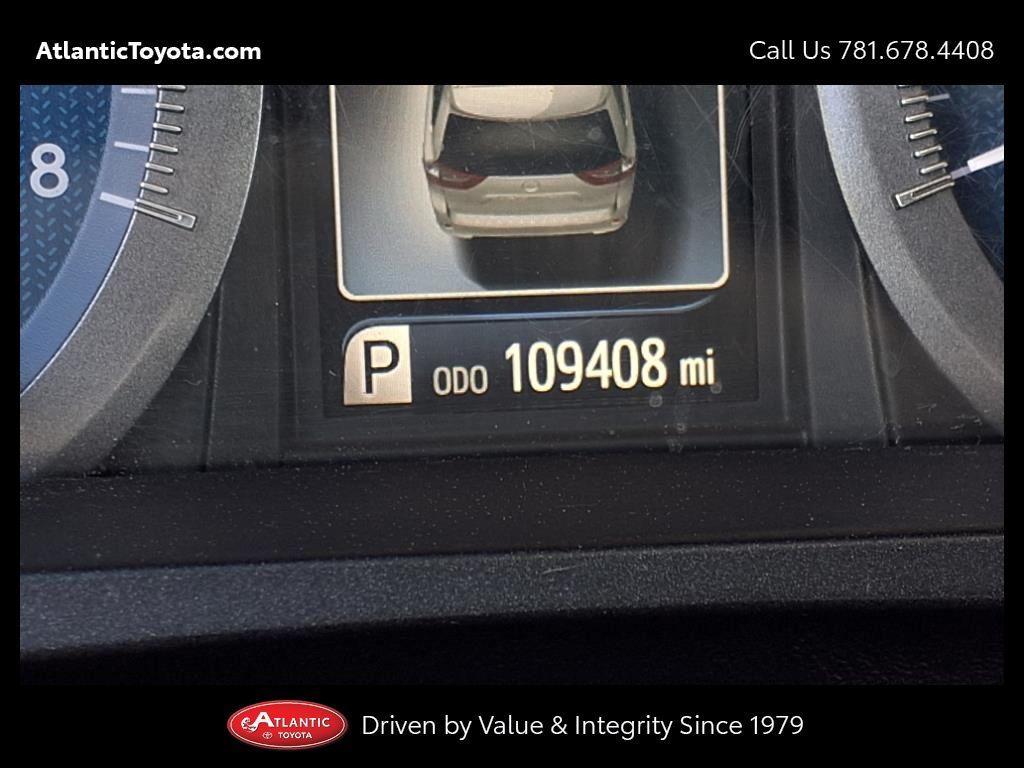 AtlanticToyota.com
Call Us 781.678.4408
8
P ODO 109408 mi
ATLANTIC
TOYOTA
Driven by Value & Integrity Since 1979